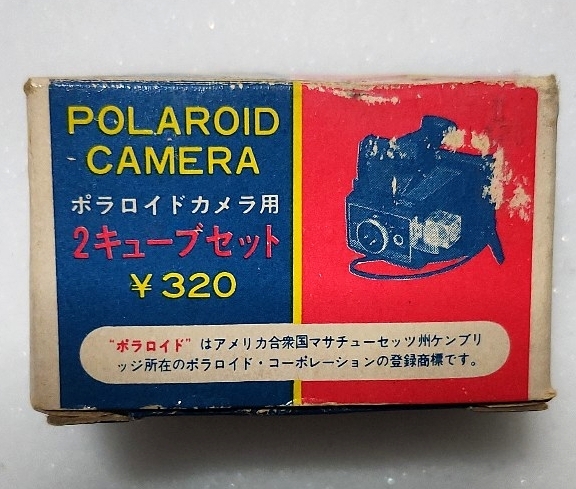 POLAROID
CAMERA
ポラロイドカメラ用
2キューブセット
¥320
"ポラロイド" はアメリカ合衆国マサチューセッツ州ケンブリ
ッジ所在のポラロイド・コーポレーションの登録商標です。